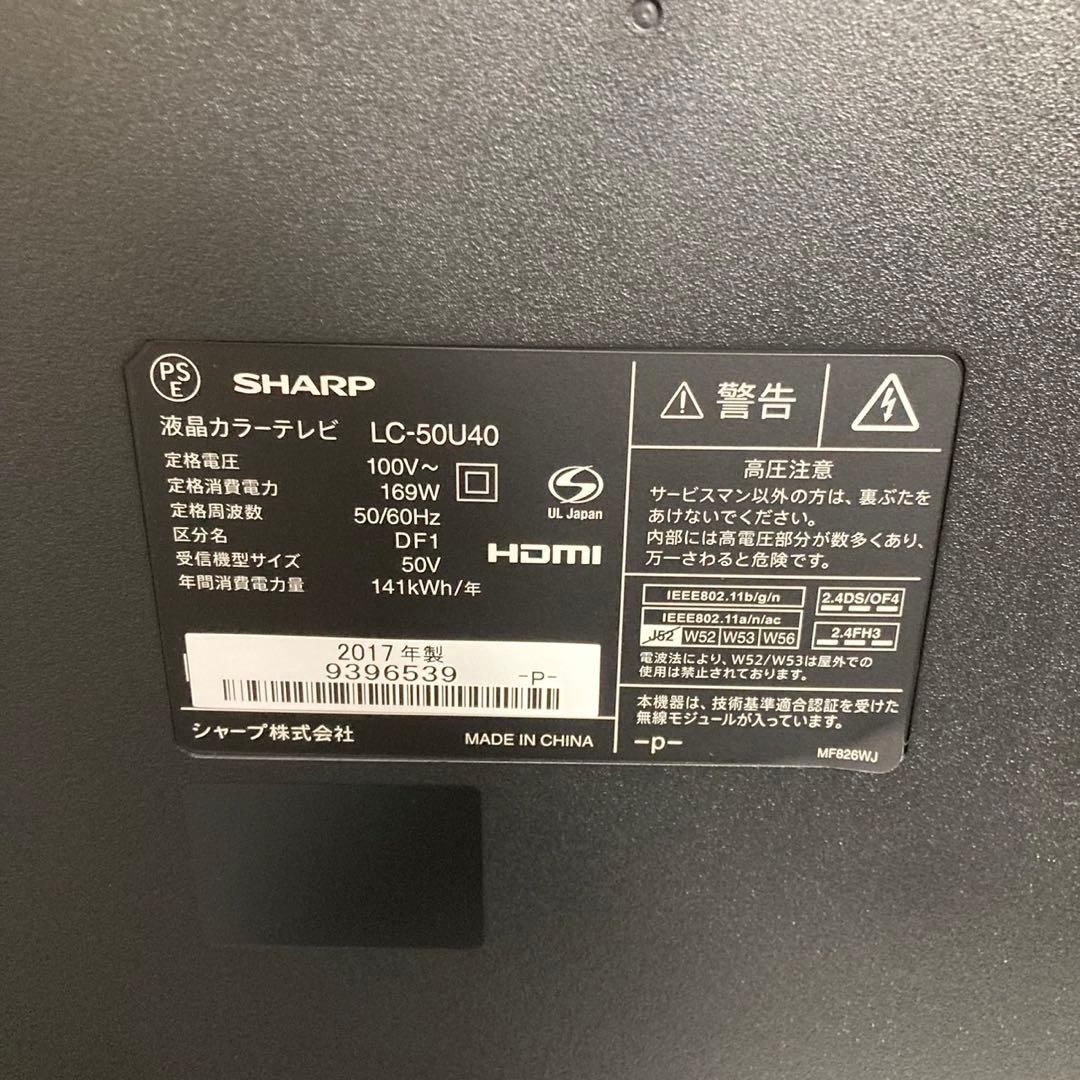 PS
E
SHARP
液晶カラーテレビ LC-50U40
定格電圧 100V～
定格消費電力 169W
定格周波数 50/60Hz
区分名 DF1
受信機型サイズ 50V
年間消費電力量 141kWh/年
UL Japan
HDMI
2017年製
9396539 -P-
シャープ株式会社 MADE IN CHINA
警告
高圧注意
サービスマン以外の方は、裏ぶたを
あけないでください。
内部には高電圧部分が数多くあり、
万一さわると危険です。
IEEE802.11b/g/n
IEEE802.11a/n/ac
J52 W52 W53 W56
2.4DS/OF4
2.4FH3
電波法により、W52/W53は屋外での
使用は禁止されております。
本機器は、技術基準適合認証を受けた
無線モジュールが入っています。
-p-
MF826WJ